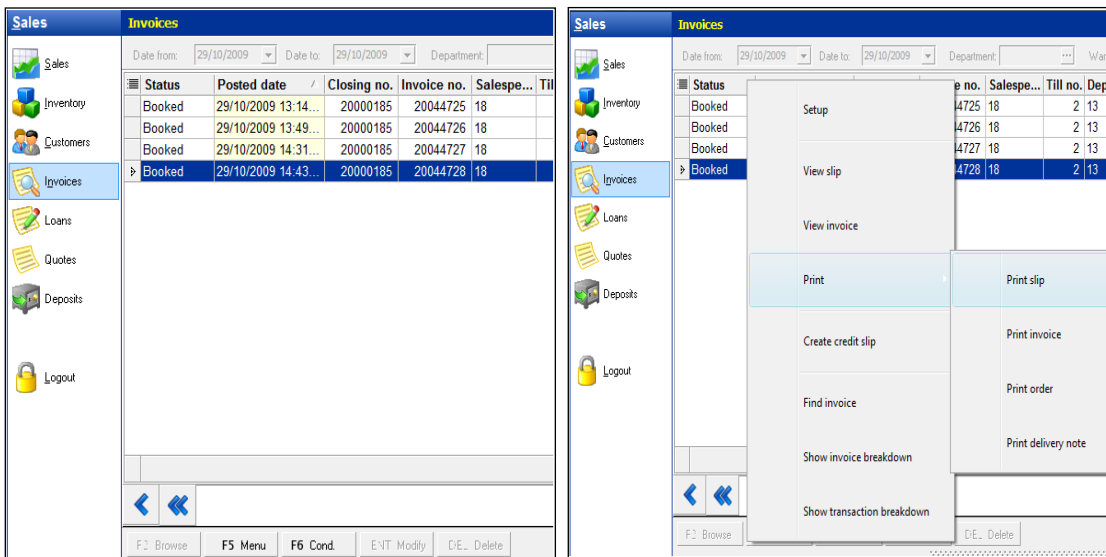 Sales
Invoices
Date from: 29/10/2009 Date to: 29/10/2009 Department:
Sales
Inventory
Customers
Invoices
Loans
Quotes
Deposits
Logout
Status Posted date Closing no. Invoice no. Salespe... Til
Booked 29/10/2009 13:14... 20000185 20044725 18
Booked 29/10/2009 13:49... 20000185 20044726 18
Booked 29/10/2009 14:31... 20000185 20044727 18
Booked 29/10/2009 14:43... 20000185 20044728 18
F2 Browse F5 Menu F6 Cond. ENT Modify DEL Delete
Sales
Invoices
Date from: 29/10/2009 Date to: 29/10/2009 Department: ... War
Sales
Inventory
Customers
Invoices
Loans
Quotes
Deposits
Logout
Status e no. Salespe... Till no. Dep
Booked 44725 18 2 13
Booked 44726 18 2 13
Booked 44727 18 2 13
Booked 44728 18 2 13
Setup
View slip
View invoice
Print
Create credit slip
Find invoice
Show invoice breakdown
Show transaction breakdown
Print slip
Print invoice
Print order
Print delivery note
F2 Browse DEL Delete